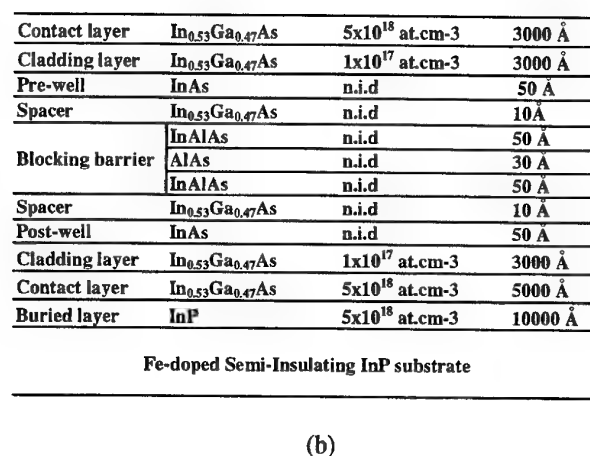 Contact layer In0.53Ga0.47As 5x10^18 at.cm-3 3000 Å
Cladding layer In0.53Ga0.47As 1x10^17 at.cm-3 3000 Å
Pre-well InAs n.i.d 50 Å
Spacer In0.53Ga0.47As n.i.d 10Å
InAlAs n.i.d 50 Å
Blocking barrier AlAs n.i.d 30 Å
InAlAs n.i.d 50 Å
Spacer In0.53Ga0.47As n.i.d 10 Å
Post-well InAs n.i.d 50 Å
Cladding layer In0.53Ga0.47As 1x10^17 at.cm-3 3000 Å
Contact layer In0.53Ga0.47As 5x10^18 at.cm-3 5000 Å
Buried layer InP 5x10^18 at.cm-3 10000 Å
Fe-doped Semi-Insulating InP substrate
(b)